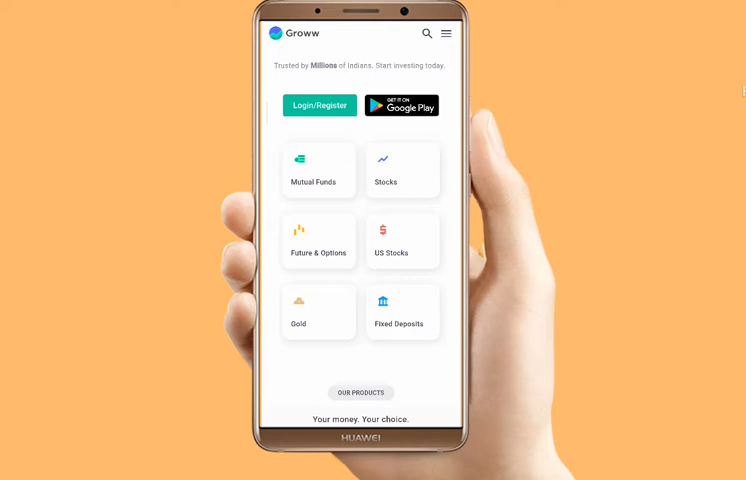 Groww
Trusted by Millions of Indians. Start investing today.
Login/Register
GET IT ON
Google Play
Mutual Funds
Stocks
Future & Options
US Stocks
Gold
Fixed Deposits
OUR PRODUCTS
Your money. Your choice.
HUAWEI